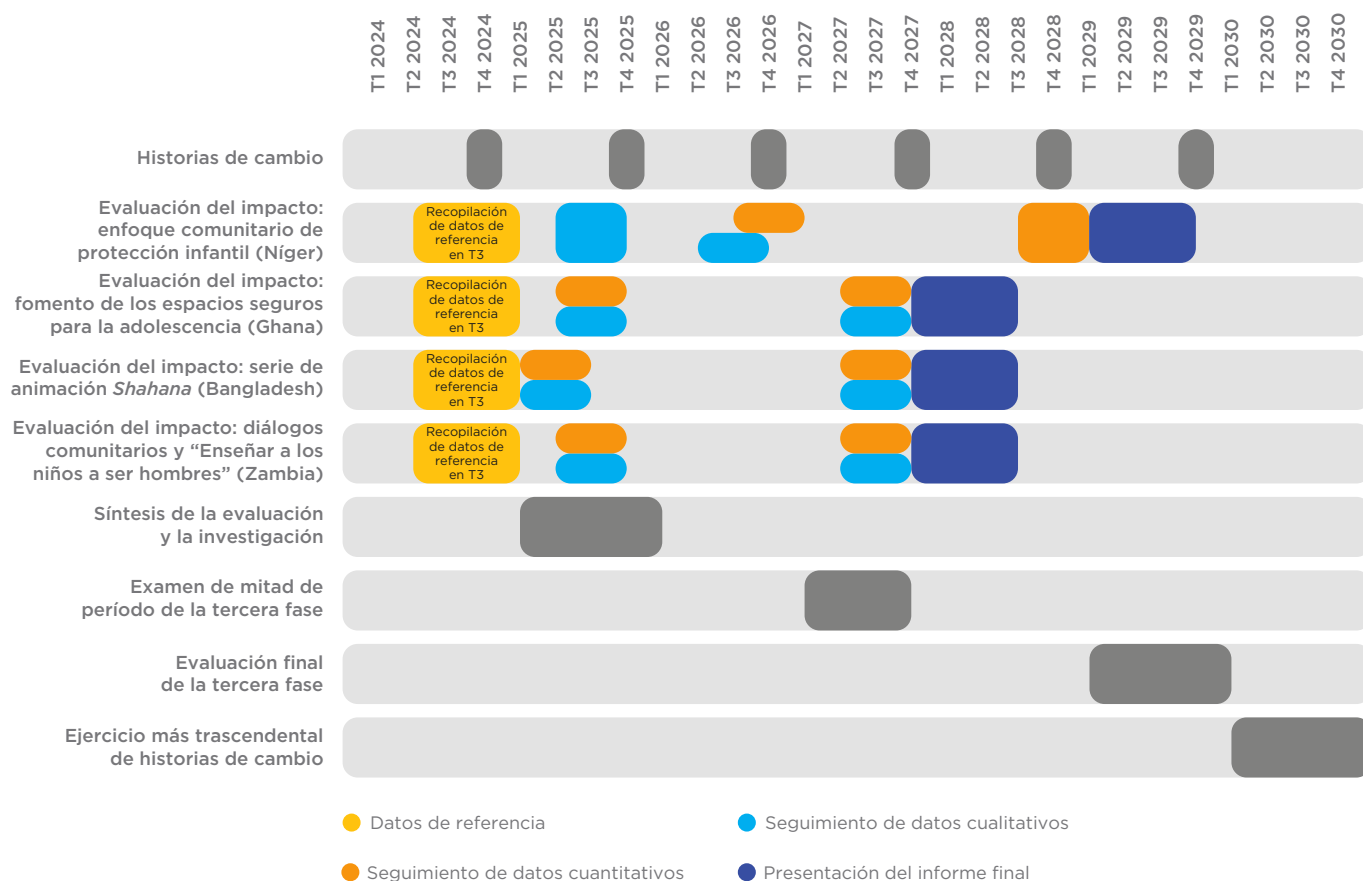 T1 2024
T2 2024
T3 2024
T4 2024
T1 2025
T2 2025
T3 2025
T4 2025
T1 2026
T2 2026
T3 2026
T4 2026
T1 2027
T2 2027
T3 2027
T4 2027
T1 2028
T2 2028
T3 2028
T4 2028
T1 2029
T2 2029
T3 2029
T4 2029
T1 2030
T2 2030
T3 2030
T4 2030
Historias de cambio
Evaluación del impacto:
enfoque comunitario de
protección infantil (Níger)
Recopilación
de datos de
referencia
en T3
Evaluación del impacto:
fomento de los espacios seguros
para la adolescencia (Ghana)
Recopilación
de datos de
referencia
en T3
Evaluación del impacto: serie de
animación Shahana (Bangladesh)
Recopilación
de datos de
referencia
en T3
Evaluación del impacto: diálogos
comunitarios y “Enseñar a los
niños a ser hombres” (Zambia)
Recopilación
de datos de
referencia
en T3
Síntesis de la evaluación
y la investigación
Examen de mitad de
período de la tercera fase
Evaluación final
de la tercera fase
Ejercicio más trascendental
de historias de cambio
Datos de referencia
Seguimiento de datos cualitativos
Seguimiento de datos cuantitativos
Presentación del informe final